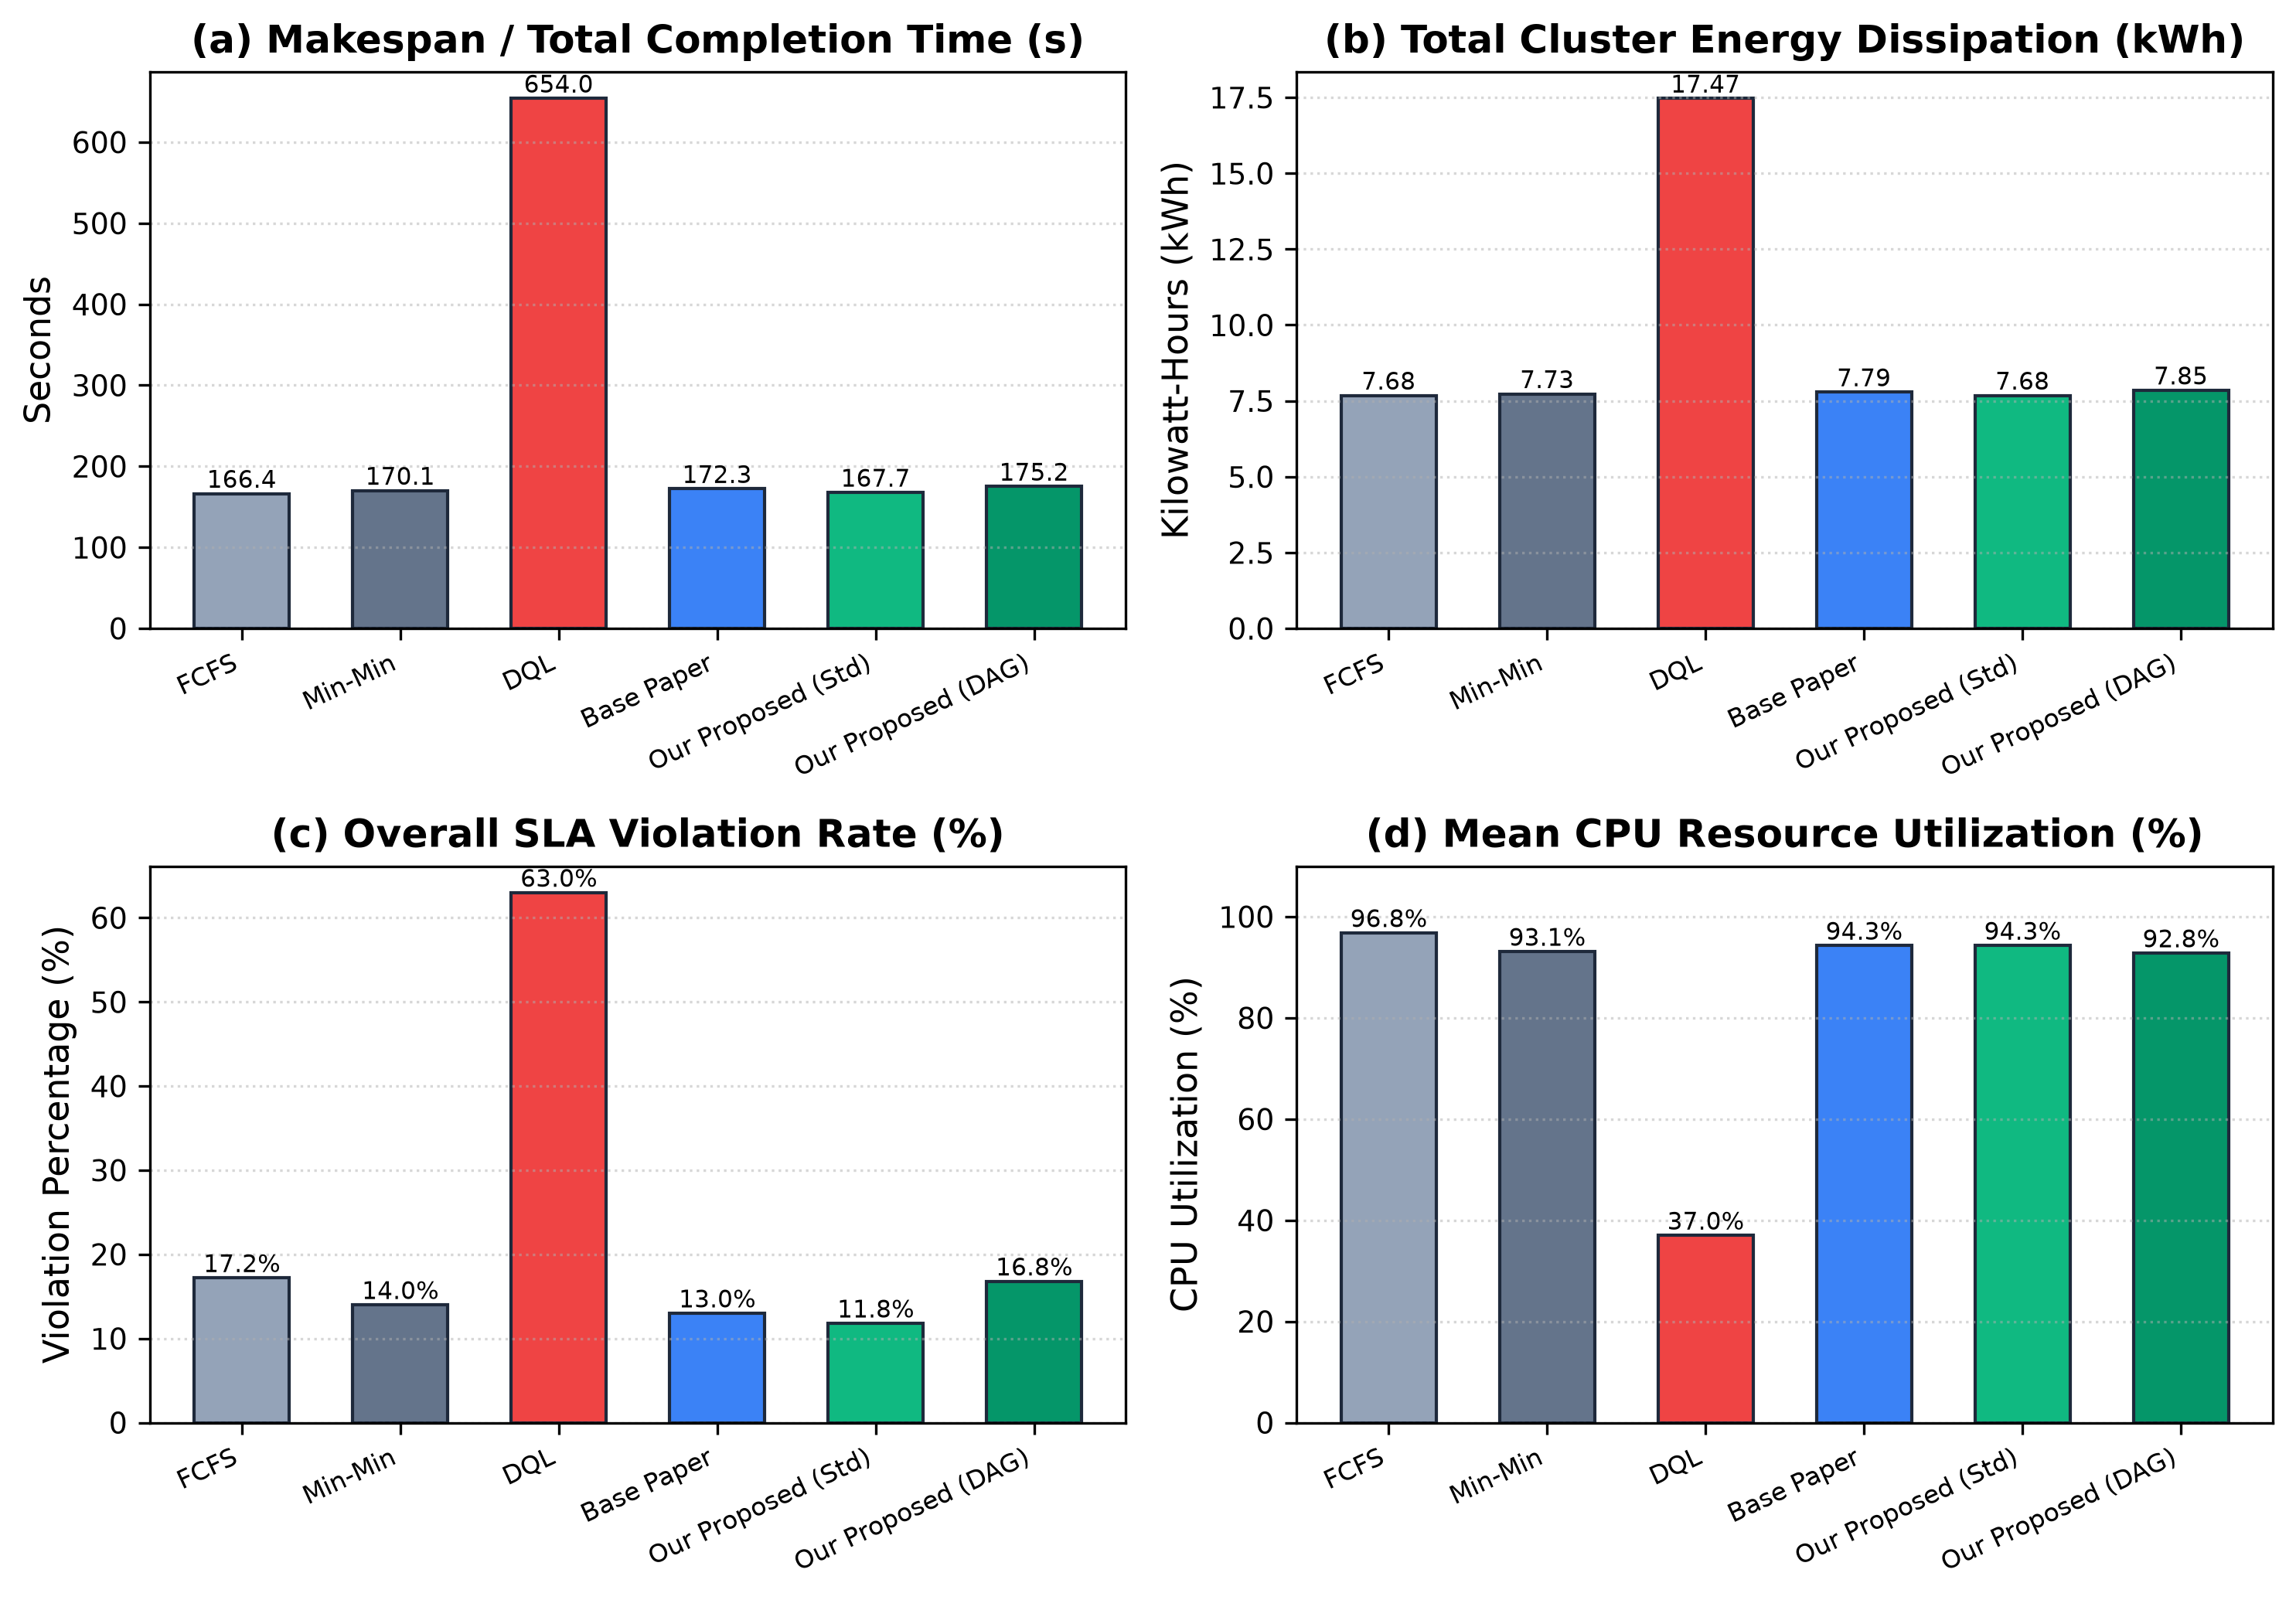 (a) Makespan / Total Completion Time (s)
Seconds
600
500
400
300
200
100
0
166.4
170.1
654.0
172.3
167.7
175.2
FCFS
Min-Min
DQL
Base Paper
Our Proposed (Std)
Our Proposed (DAG)
(b) Total Cluster Energy Dissipation (kWh)
Kilowatt-Hours (kWh)
17.5
15.0
12.5
10.0
7.5
5.0
2.5
0.0
7.68
7.73
17.47
7.79
7.68
7.85
FCFS
Min-Min
DQL
Base Paper
Our Proposed (Std)
Our Proposed (DAG)
(c) Overall SLA Violation Rate (%)
Violation Percentage (%)
60
50
40
30
20
10
0
17.2%
14.0%
63.0%
13.0%
11.8%
16.8%
FCFS
Min-Min
DQL
Base Paper
Our Proposed (Std)
Our Proposed (DAG)
(d) Mean CPU Resource Utilization (%)
CPU Utilization (%)
100
80
60
40
20
0
96.8%
93.1%
37.0%
94.3%
94.3%
92.8%
FCFS
Min-Min
DQL
Base Paper
Our Proposed (Std)
Our Proposed (DAG)